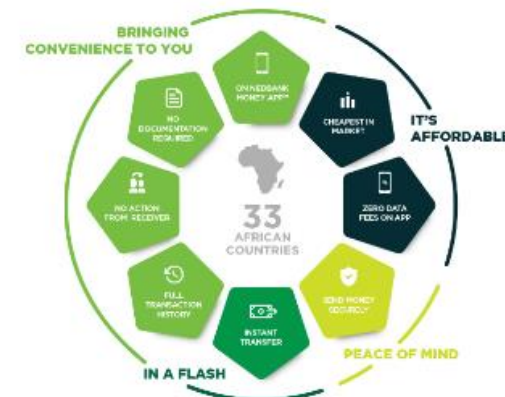 BRINGING
CONVENIENCE TO YOU
ON NEDBANK
MONEY APP™
NO
DOCUMENTATION
REQUIRED
CHEAPEST IN
MARKET
IT'S
AFFORDABLE
NO ACTION
FROM RECEIVER
33
AFRICAN
COUNTRIES
ZERO DATA
FEES ON APP
FULL
TRANSACTION
HISTORY
SEND MONEY
SECURELY
INSTANT
TRANSFER
PEACE OF MIND
IN A FLASH